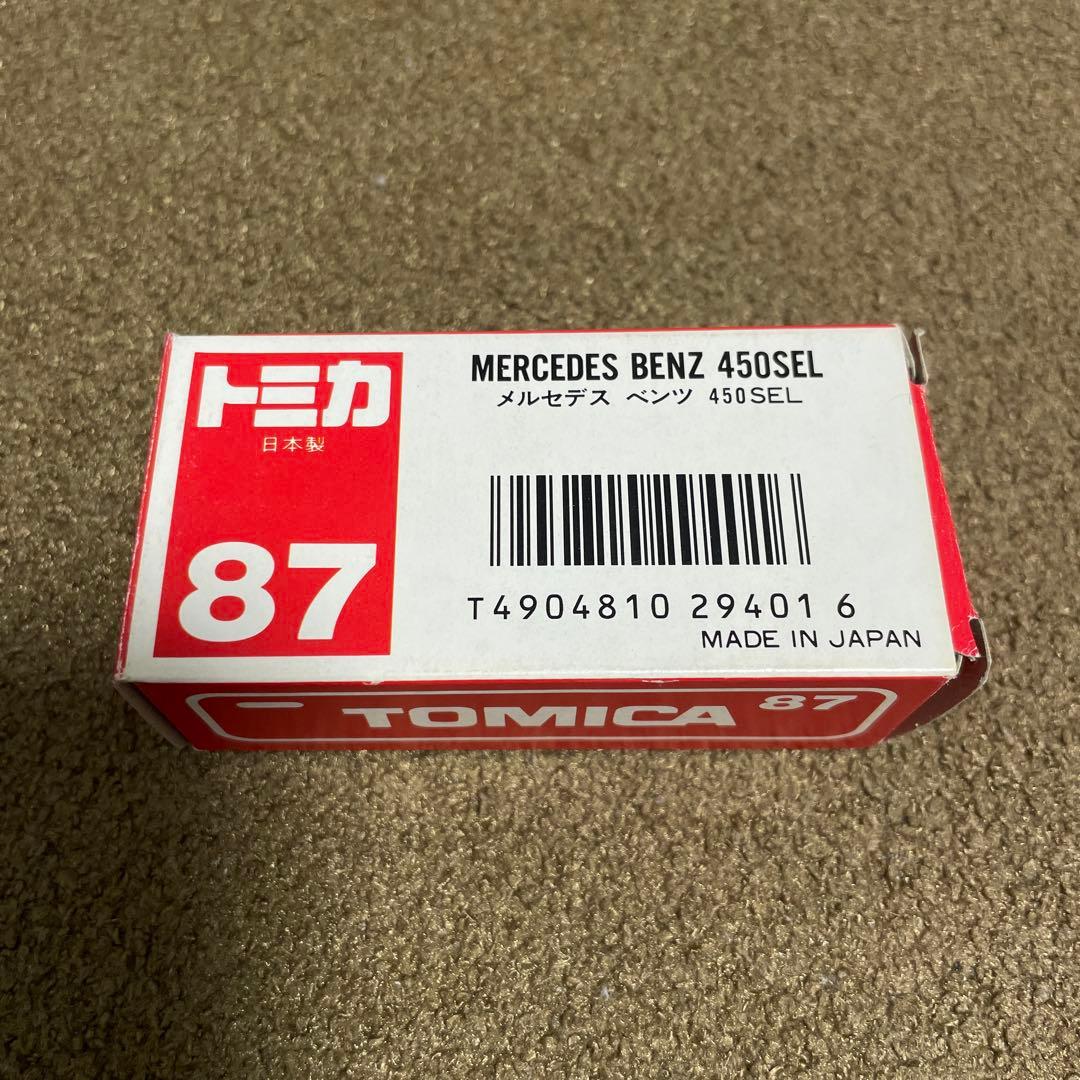 トミカ
日本製
87
MERCEDES BENZ 450SEL
メルセデス ベンツ 450SEL
T4904810 29401 6
MADE IN JAPAN
TOMICA 87